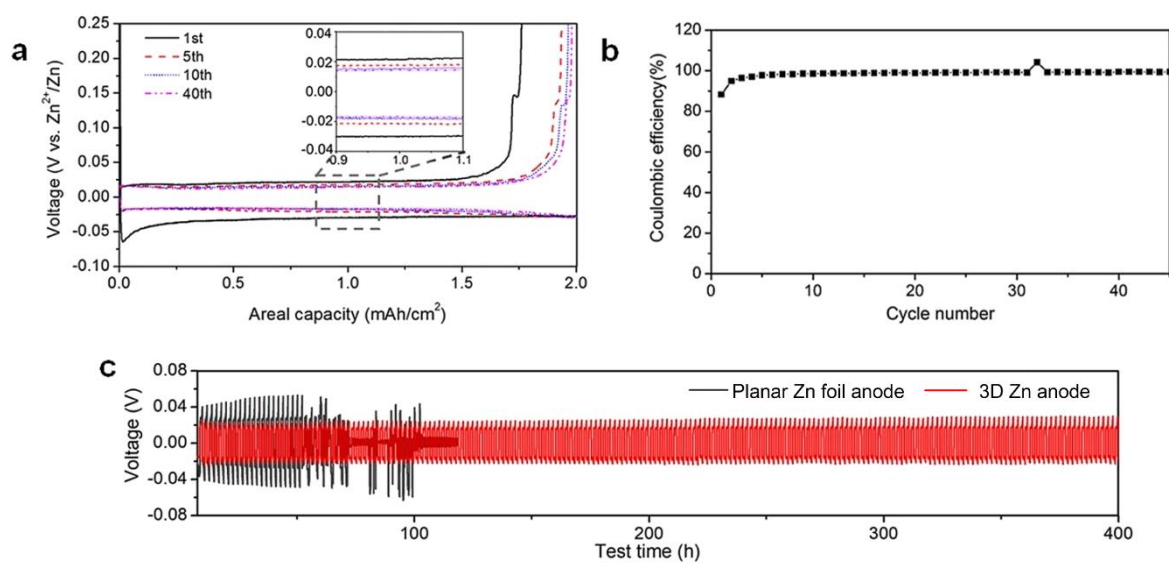 a
Voltage (V vs. Zn²⁺/Zn)
0.25
0.20
0.15
0.10
0.05
0.00
-0.05
-0.10
1st
5th
10th
40th
0.04
0.02
0.00
-0.02
-0.04
0.9
1.0
1.1
0.0
0.5
1.0
1.5
2.0
Areal capacity (mAh/cm²)
b
Coulombic efficiency(%)
120
100
80
60
40
20
0
0
10
20
30
40
Cycle number
c
Voltage (V)
0.08
0.04
0.00
-0.04
-0.08
Planar Zn foil anode
3D Zn anode
50
100
200
300
400
Test time (h)